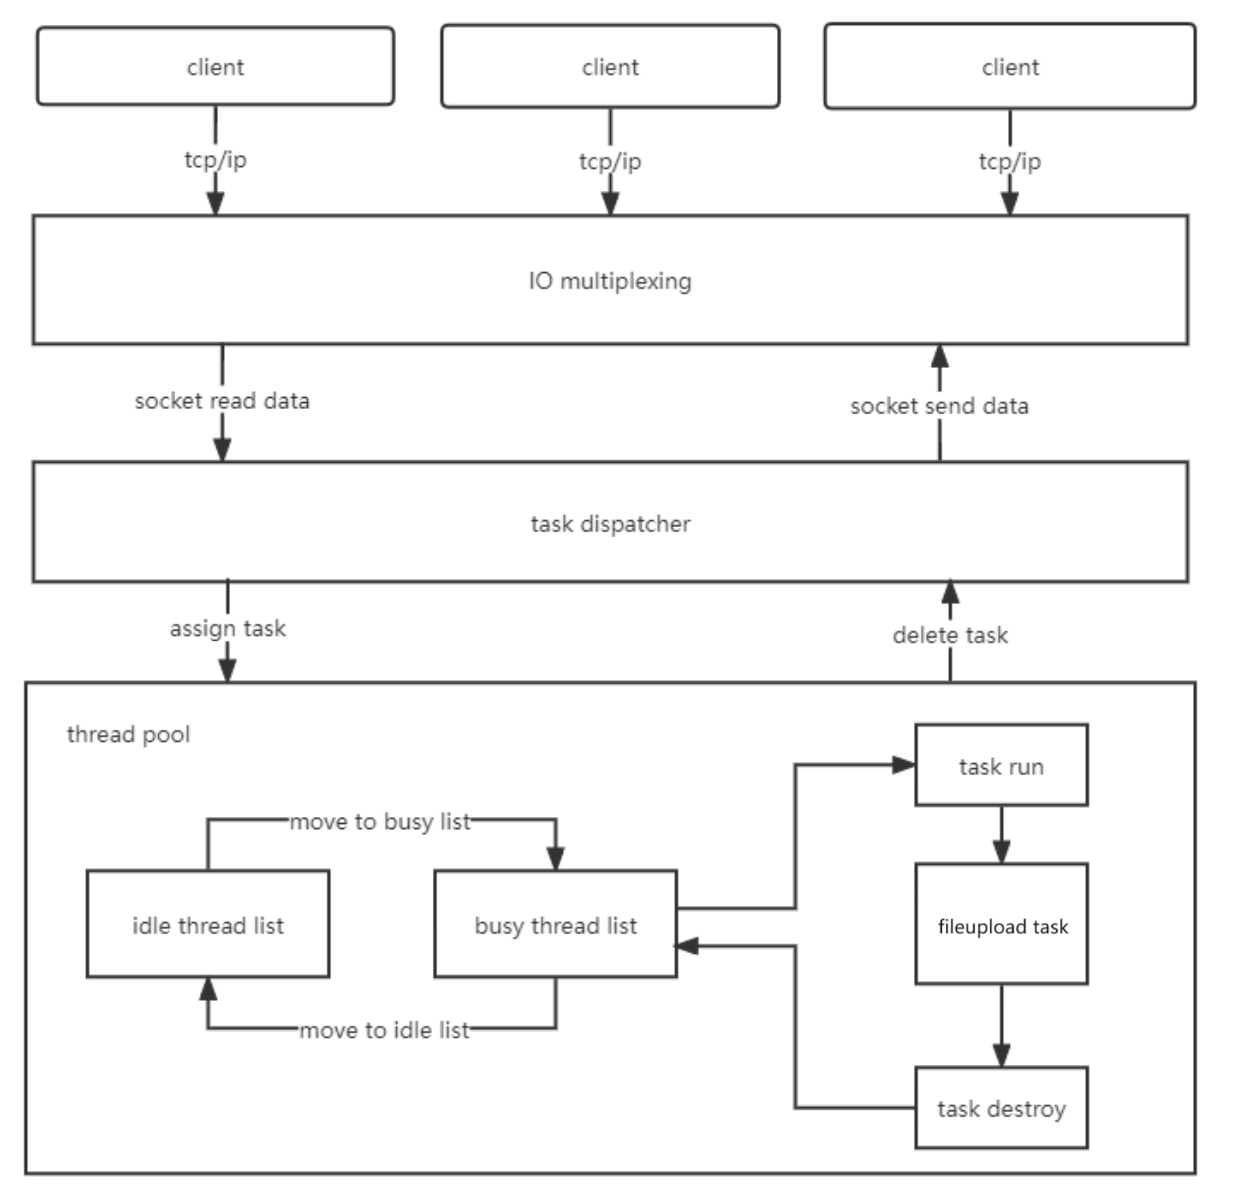 client
client
client
tcp/ip
tcp/ip
tcp/ip
IO multiplexing
socket read data
socket send data
task dispatcher
assign task
delete task
thread pool
task run
move to busy list
idle thread list
busy thread list
fileupload task
move to idle list
task destroy